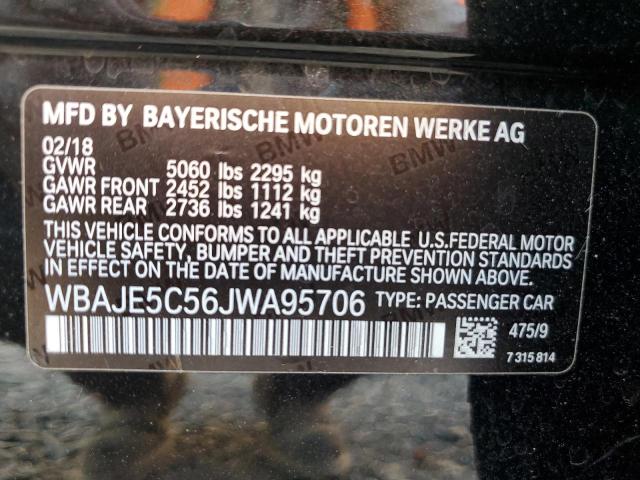 MFD BY BAYERISCHE MOTOREN WERKE AG
02/18
GVWR 5060 lbs 2295 kg
GAWR FRONT 2452 lbs 1112 kg
GAWR REAR 2736 lbs 1241 kg
THIS VEHICLE CONFORMS TO ALL APPLICABLE U.S.FEDERAL MOTOR
VEHICLE SAFETY, BUMPER AND THEFT PREVENTION STANDARDS
IN EFFECT ON THE DATE OF MANUFACTURE SHOWN ABOVE.
WBAJE5C56JWA95706 TYPE: PASSENGER CAR
475/9
7 315 814